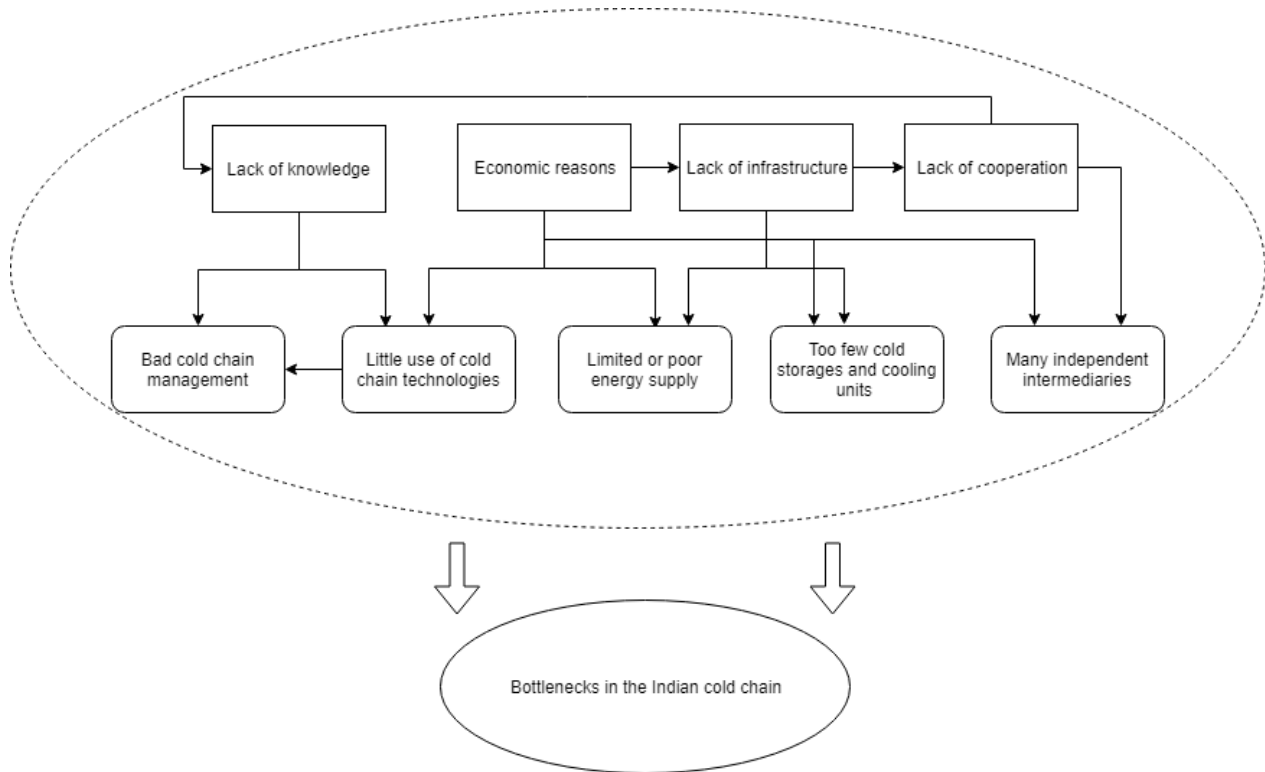 Lack of knowledge
Economic reasons
Lack of infrastructure
Lack of cooperation
Bad cold chain
management
Little use of cold
chain technologies
Limited or poor
energy supply
Too few cold
storages and cooling
units
Many independent
intermediaries
Bottlenecks in the Indian cold chain